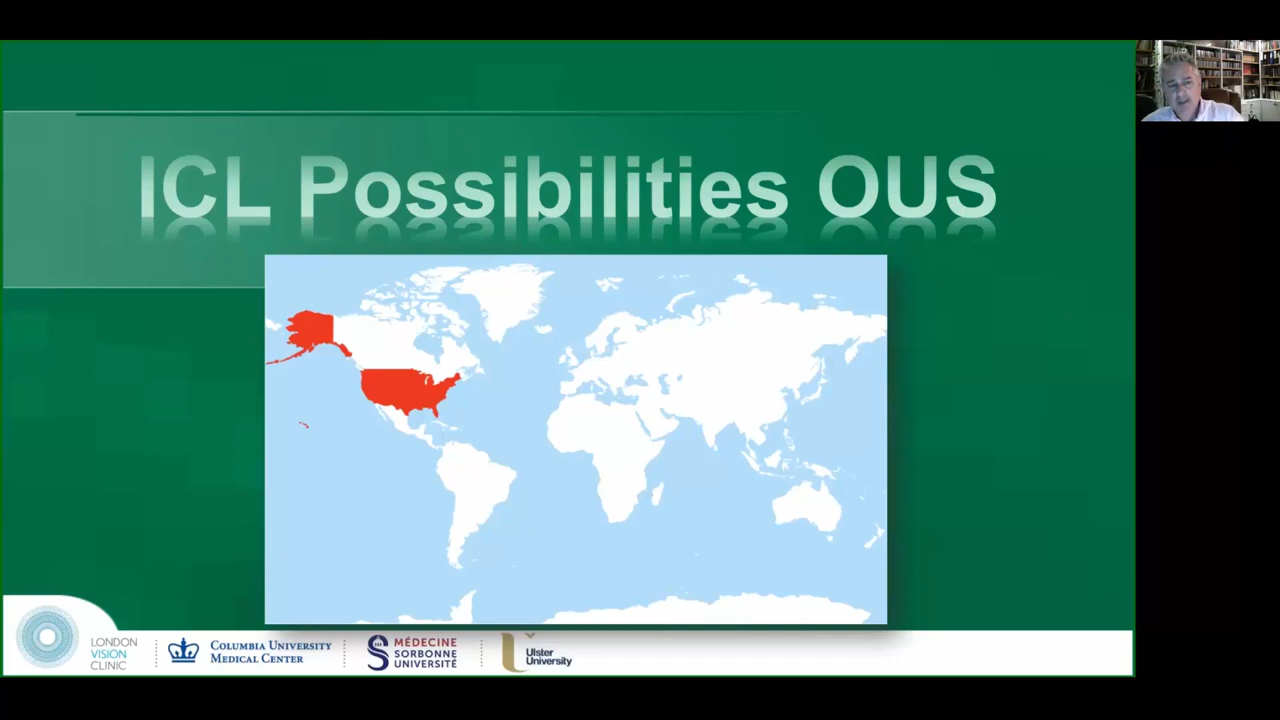 ICL Possibilities OUS
LONDON
VISION
CLINIC
COLUMBIA UNIVERSITY
MEDICAL CENTER
MÉDECINE
SORBONNE
UNIVERSITÉ
Ulster
University